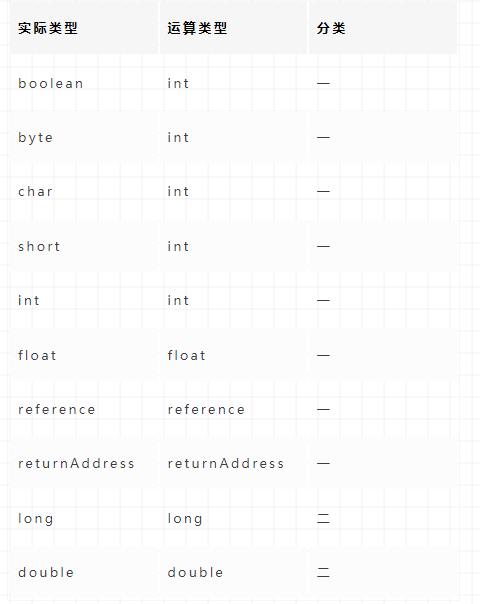 实际类型 运算类型 分类
boolean int 一
byte int 一
char int 一
short int 一
int int 一
float float 一
reference reference 一
returnAddress returnAddress 一
long long 二
double double 二